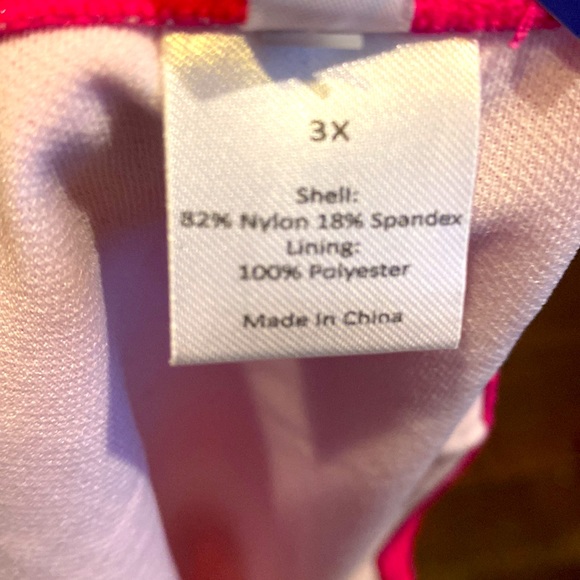 3X
Shell:
82% Nylon 18% Spandex
Lining:
100% Polyester
Made In China